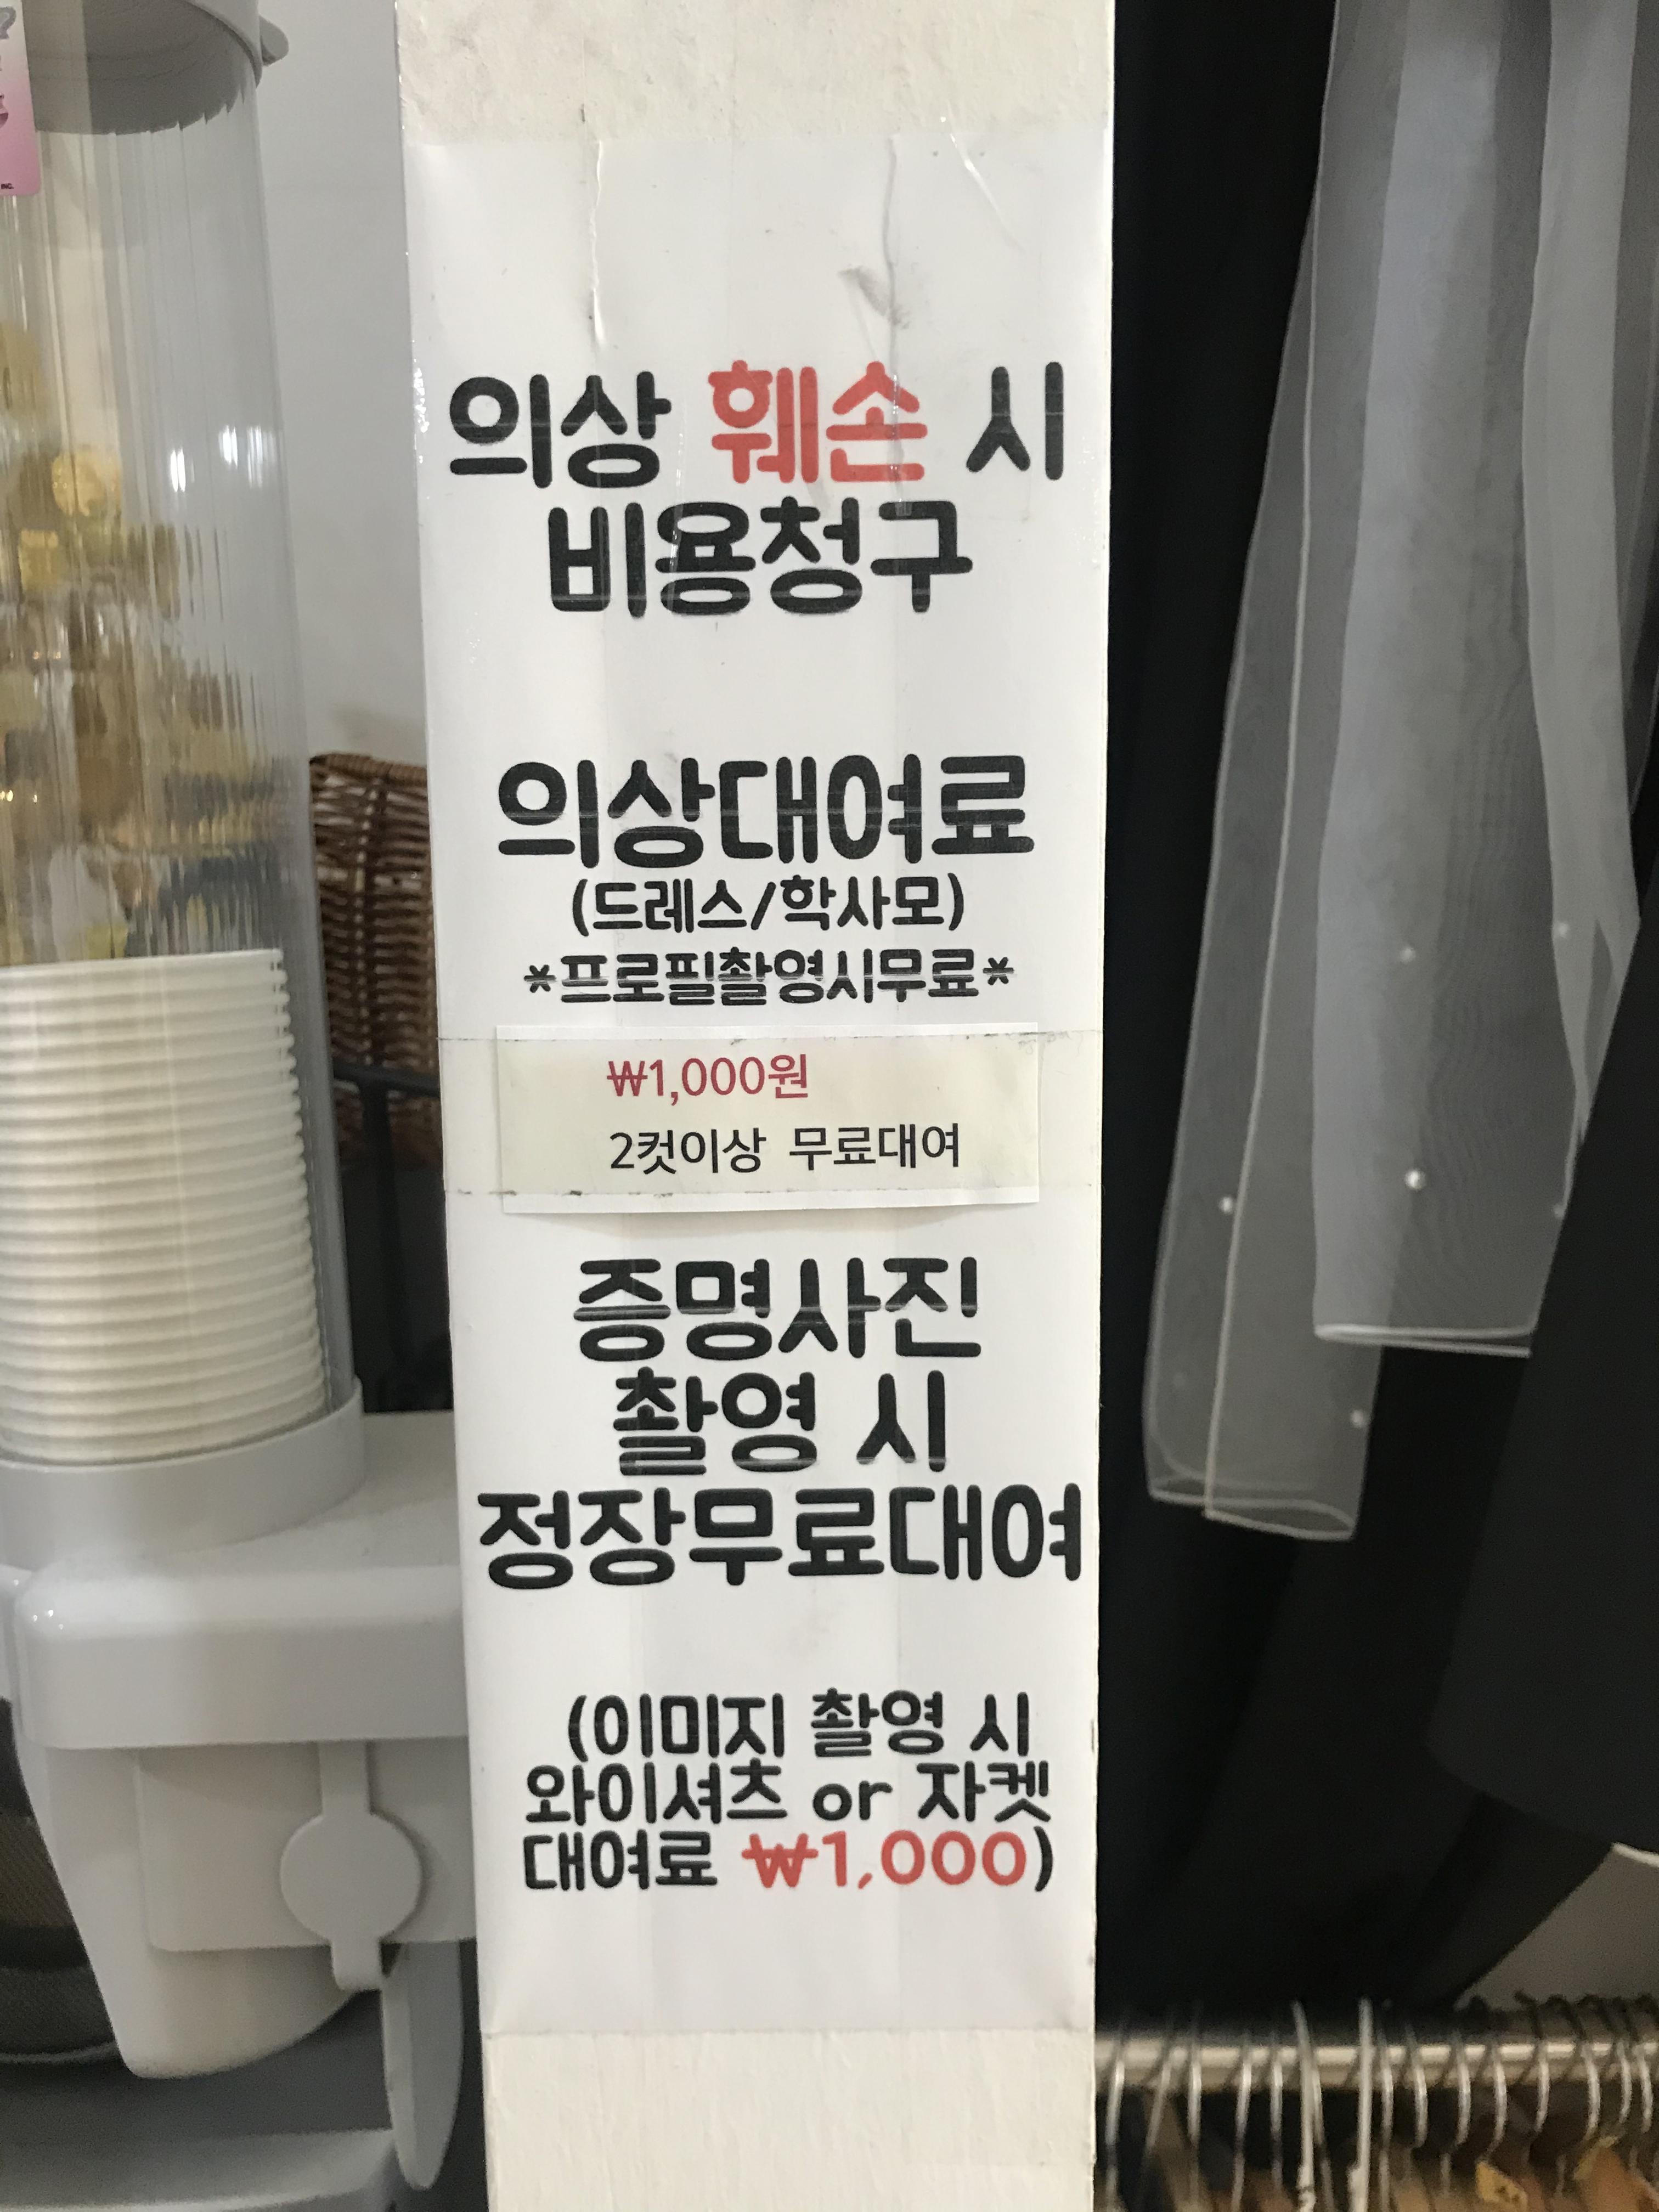 의상 훼손 시
비용청구
의상대여료
(드레스/학사모)
*프로필촬영시무료*
₩1,000원
2컷이상 무료대여
증명사진
촬영 시
정장무료대여
(이미지 촬영 시
와이셔츠 or 자켓
대여료 ₩1,000)
INC.